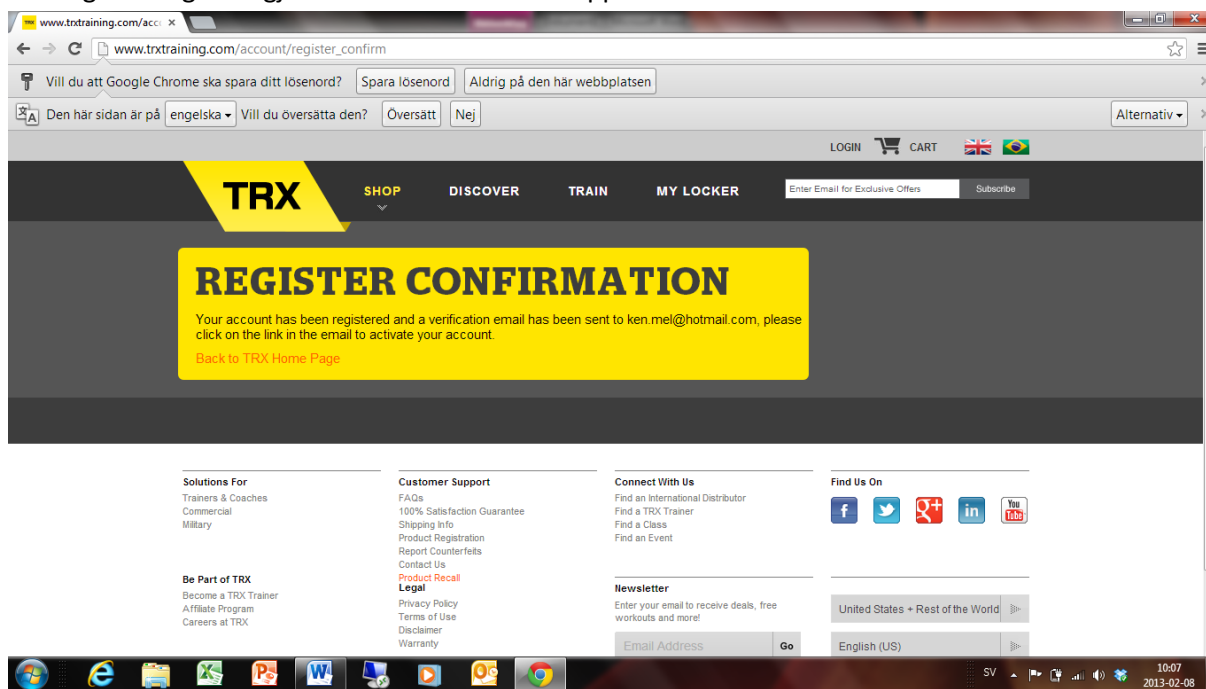 www.trxtraining.com/acc
www.trxtraining.com/account/register_confirm
Vill du att Google Chrome ska spara ditt lösenord? Spara lösenord Aldrig på den här webbplatsen
Den här sidan är på engelska Vill du översätta den? Översätt Nej Alternativ
LOGIN CART
TRX SHOP DISCOVER TRAIN MY LOCKER Enter Email for Exclusive Offers Subscribe
REGISTER CONFIRMATION
Your account has been registered and a verification email has been sent to ken.mel@hotmail.com, please
click on the link in the email to activate your account.
Back to TRX Home Page
Solutions For
Trainers & Coaches
Commercial
Military
Be Part of TRX
Become a TRX Trainer
Affiliate Program
Careers at TRX
Customer Support
FAQs
100% Satisfaction Guarantee
Shipping Info
Product Registration
Report Counterfeits
Contact Us
Product Recall
Legal
Privacy Policy
Terms of Use
Disclaimer
Warranty
Connect With Us
Find an International Distributor
Find a TRX Trainer
Find a Class
Find an Event
Newsletter
Enter your email to receive deals, free
workouts and more!
Email Address Go
Find Us On
f g+ in You Tube
United States + Rest of the World
English (US)
SV 10:07
2013-02-08